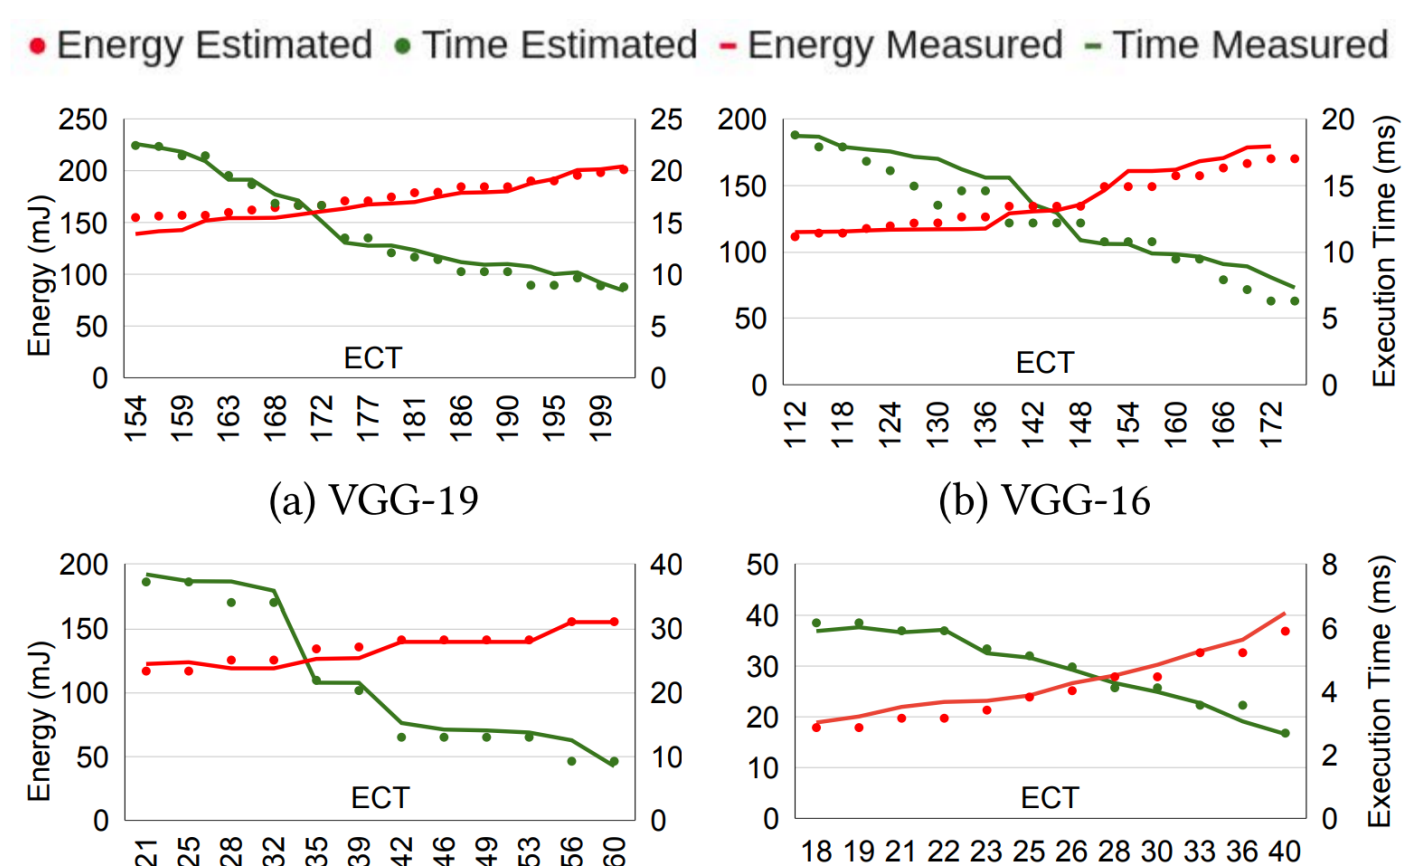 Energy Estimated Time Estimated Energy Measured Time Measured
250
200
150
100
50
0
Energy (mJ)
25
20
15
10
5
0
ECT
154 159 163 168 172 177 181 186 190 195 199
(a) VGG-19
200
150
100
50
0
20
15
10
5
0
Execution Time (ms)
ECT
112 118 124 130 136 142 148 154 160 166 172
(b) VGG-16
200
150
100
50
0
Energy (mJ)
40
30
20
10
0
ECT
21 25 28 32 35 39 42 46 49 53 56 60
50
40
30
20
10
0
8
6
4
2
0
Execution Time (ms)
ECT
18 19 21 22 23 25 26 28 30 33 36 40